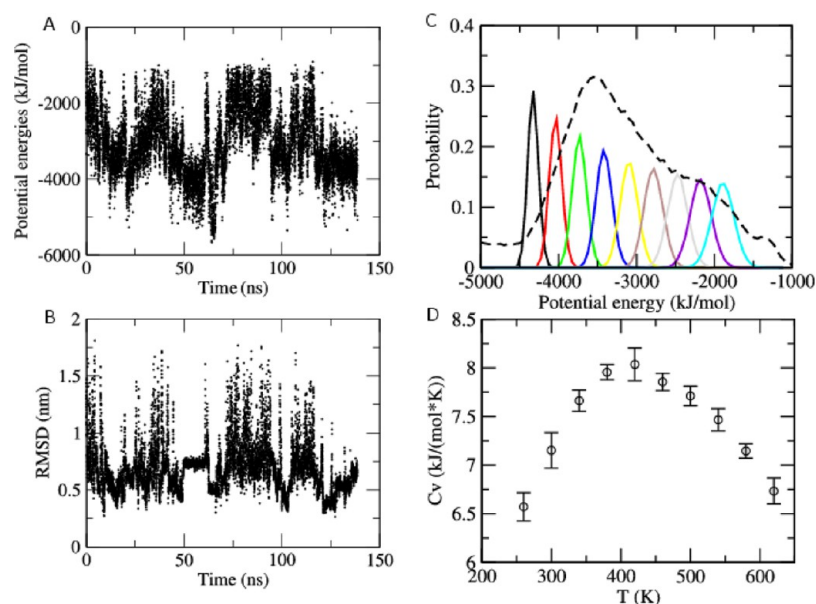 A
0
-2000
-4000
-6000
Potential energies (kJ/mol)
0 50 100 150
Time (ns)
B
2
1.5
1
0.5
0
RMSD (nm)
0 50 100 150
Time (ns)
C
0.4
0.3
0.2
0.1
0
Probability
-5000 -4000 -3000 -2000 -1000
Potential energy (kJ/mol)
D
8.5
8
7.5
7
6.5
6
Cv (kJ/(mol*K))
200 300 400 500 600
T (K)